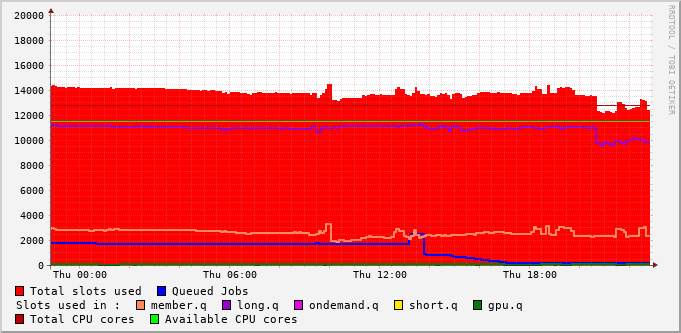 RRDTOOL / TOBI OETIKER
20000
18000
16000
14000
12000
10000
8000
6000
4000
2000
0
Thu 00:00 Thu 06:00 Thu 12:00 Thu 18:00
Total slots used Queued Jobs
Slots used in : member.q long.q ondemand.q short.q gpu.q
Total CPU cores Available CPU cores